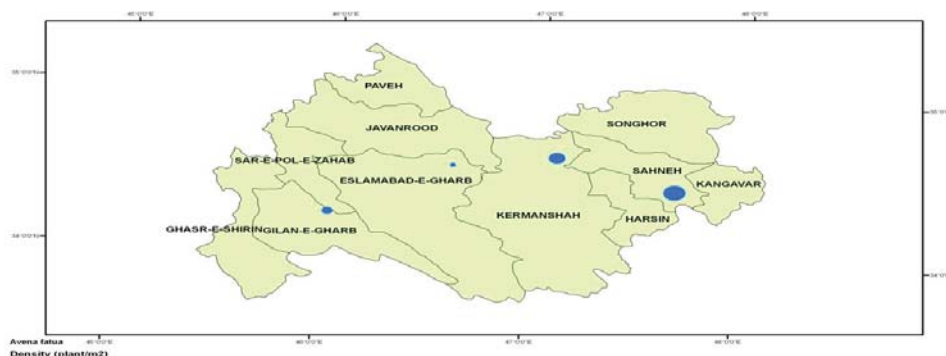 PAVEH
JAVANROOD
SONGHOR
SAR-E-POL-E-ZAHAB
SAHNEH
ESLAMABAD-E-GHARB
KANGAVAR
KERMANSHAH
HARSIN
GHASR-E-SHIRIN
GILAN-E-GHARB
Avena fatua
Density (plant/m2)